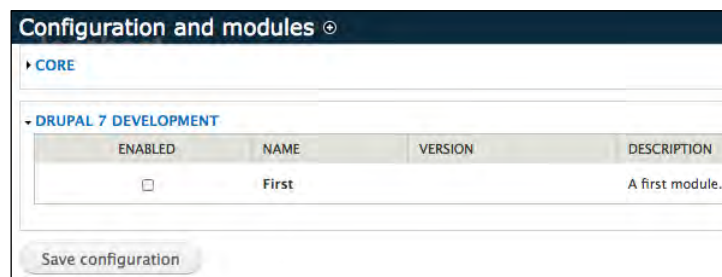 Configuration and modules
CORE
DRUPAL 7 DEVELOPMENT
ENABLED NAME VERSION DESCRIPTION
First A first module.
Save configuration